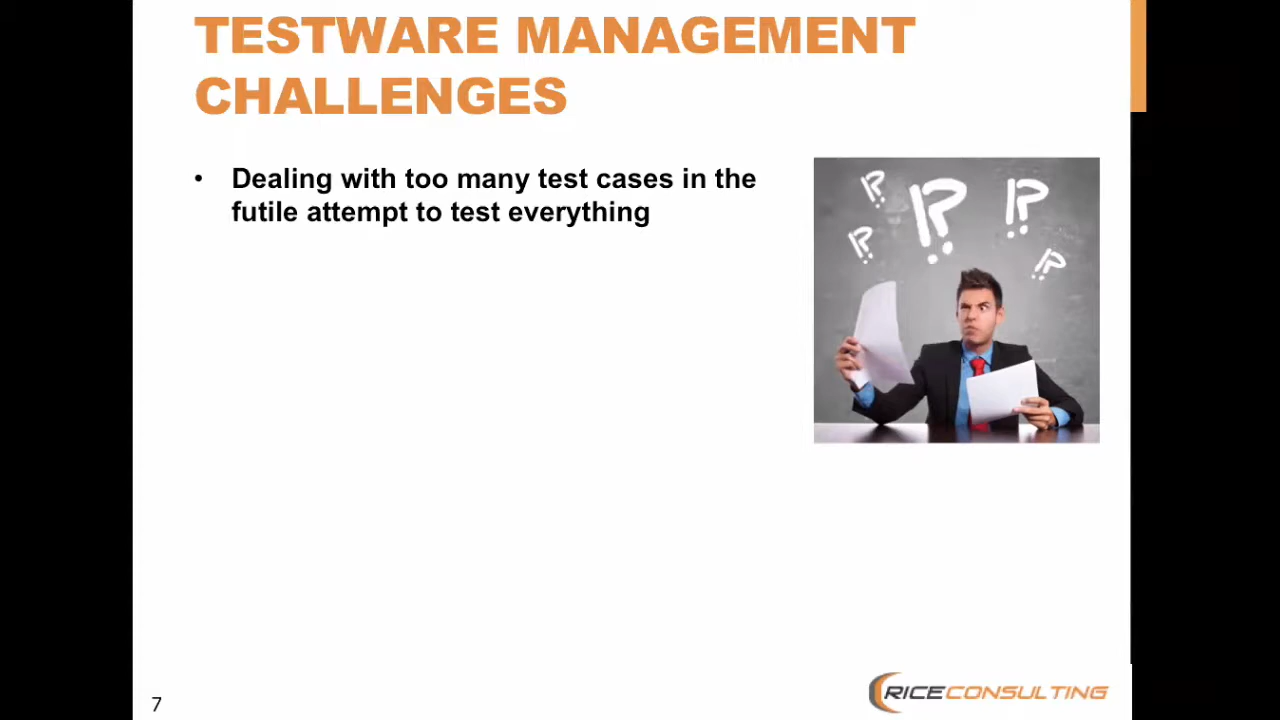 TESTWARE MANAGEMENT
CHALLENGES
• Dealing with too many test cases in the
futile attempt to test everything
!? !? !?
!? !?
7
RICECONSULTING